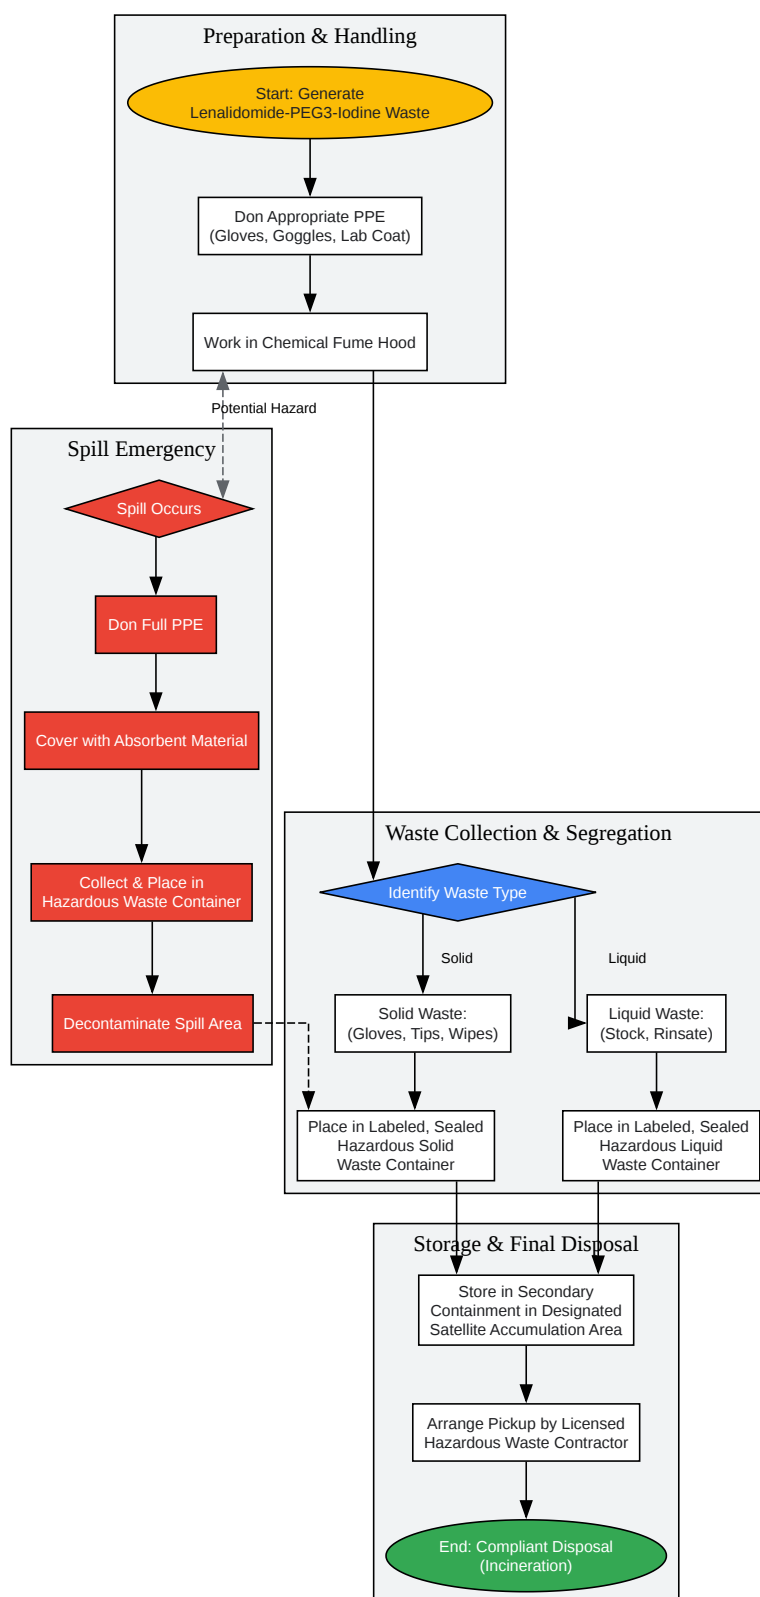 Preparation & Handling
Start: Generate
Lenalidomide-PEG3-Iodine Waste
Don Appropriate PPE
(Gloves, Goggles, Lab Coat)
Work in Chemical Fume Hood
Potential Hazard
Spill Emergency
Spill Occurs
Don Full PPE
Cover with Absorbent Material
Collect & Place in
Hazardous Waste Container
Decontaminate Spill Area
Waste Collection & Segregation
Identify Waste Type
Solid
Liquid
Solid Waste:
(Gloves, Tips, Wipes)
Liquid Waste:
(Stock, Rinsate)
Place in Labeled, Sealed
Hazardous Solid
Waste Container
Place in Labeled, Sealed
Hazardous Liquid
Waste Container
Storage & Final Disposal
Store in Secondary
Containment in Designated
Satellite Accumulation Area
Arrange Pickup by Licensed
Hazardous Waste Contractor
End: Compliant Disposal
(Incineration)